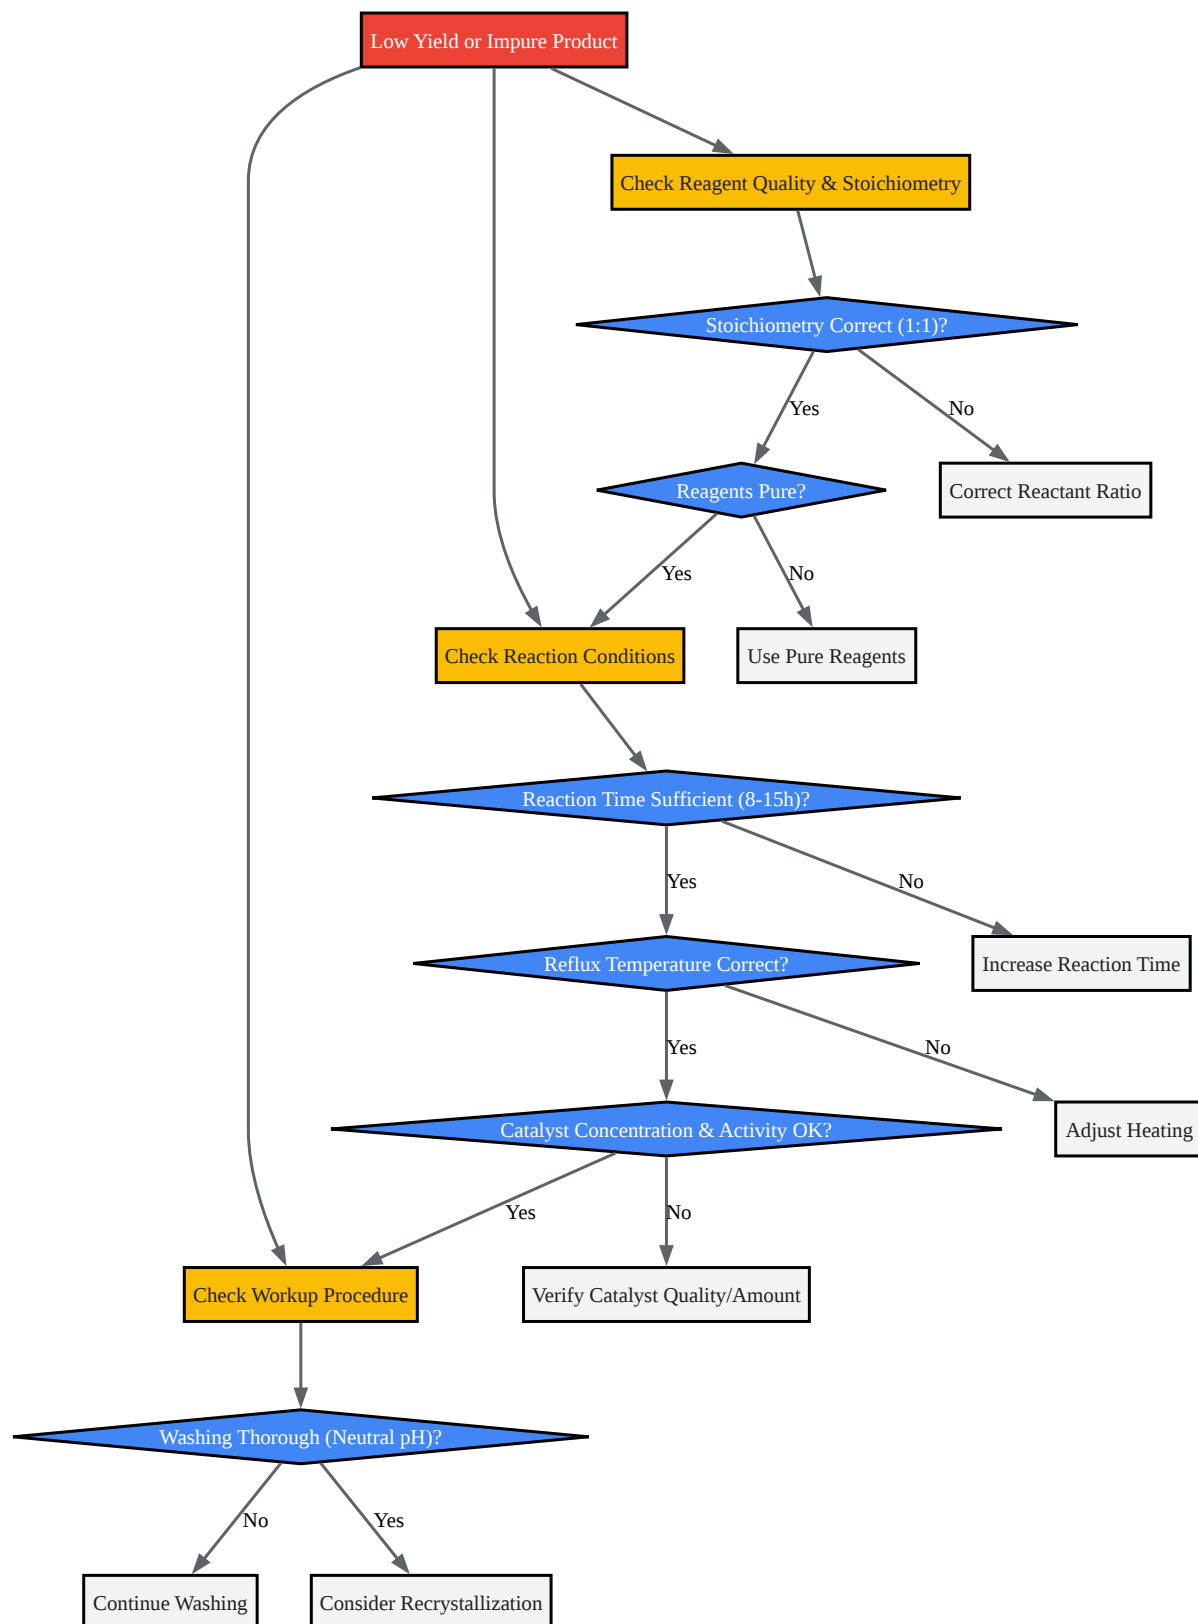 Low Yield or Impure Product
Check Reagent Quality & Stoichiometry
Stoichiometry Correct (1:1)?
Yes
No
Reagents Pure?
Correct Reactant Ratio
Yes
No
Check Reaction Conditions
Use Pure Reagents
Reaction Time Sufficient (8-15h)?
Yes
No
Reflux Temperature Correct?
Increase Reaction Time
Yes
No
Catalyst Concentration & Activity OK?
Adjust Heating
Yes
No
Check Workup Procedure
Verify Catalyst Quality/Amount
Washing Thorough (Neutral pH)?
No
Yes
Continue Washing
Consider Recrystallization